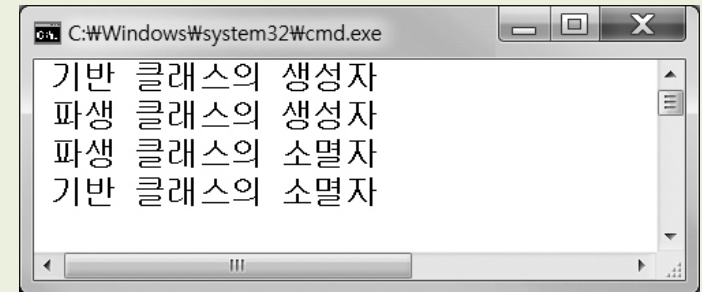 C:₩Windows₩system32₩cmd.exe
기반 클래스의 생성자
파생 클래스의 생성자
파생 클래스의 소멸자
기반 클래스의 소멸자